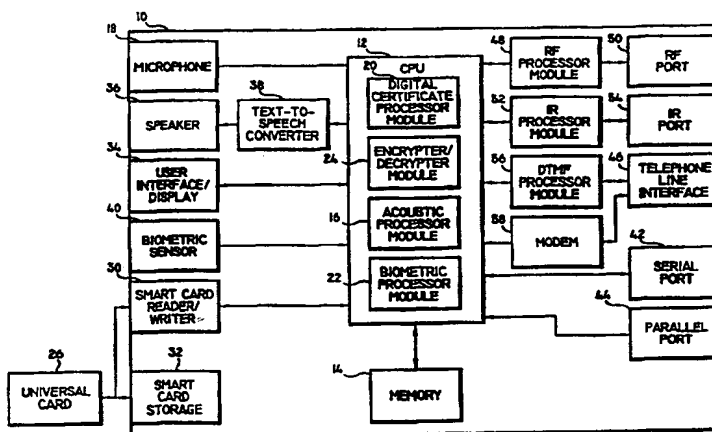 10
18
MICROPHONE
36
SPEAKER
38
TEXT-TO-
SPEECH
CONVERTER
34
USER
INTERFACE/
DISPLAY
40
BIOMETRIC
SENSOR
30
SMART CARD
READER/
WRITER
26
UNIVERSAL
CARD
32
SMART
CARD
STORAGE
12
CPU
20
DIGITAL
CERTIFICATE
PROCESSOR
MODULE
24
ENCRYPTER/
DECRYPTER
MODULE
16
ACOUSTIC
PROCESSOR
MODULE
22
BIOMETRIC
PROCESSOR
MODULE
14
MEMORY
48
RF
PROCESSOR
MODULE
50
RF
PORT
52
IR
PROCESSOR
MODULE
54
IR
PORT
56
DTMF
PROCESSOR
MODULE
46
TELEPHONE
LINE
INTERFACE
58
MODEM
42
SERIAL
PORT
44
PARALLEL
PORT